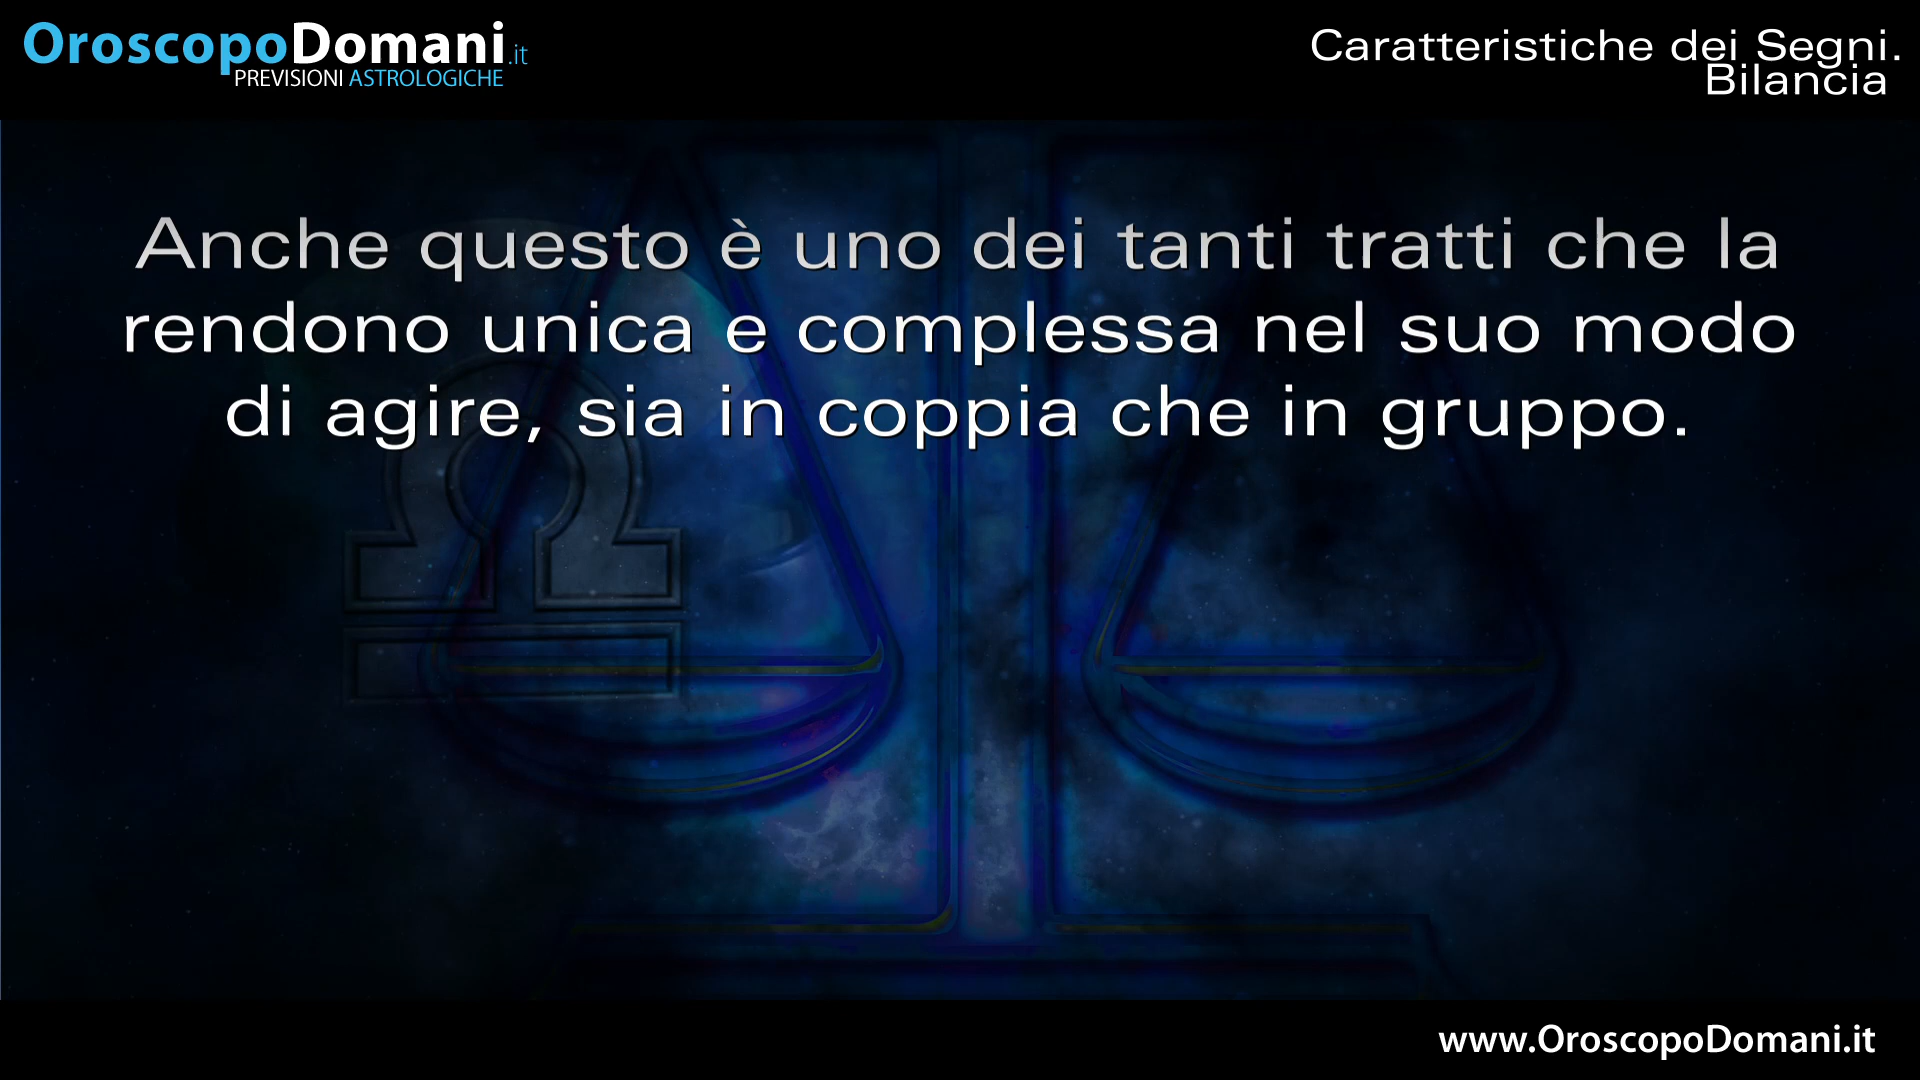 OroscopoDomani.it
PREVISIONI ASTROLOGICHE
Caratteristiche dei Segni.
Bilancia
Anche questo è uno dei tanti tratti che la
rendono unica e complessa nel suo modo
di agire, sia in coppia che in gruppo.
www.OroscopoDomani.it